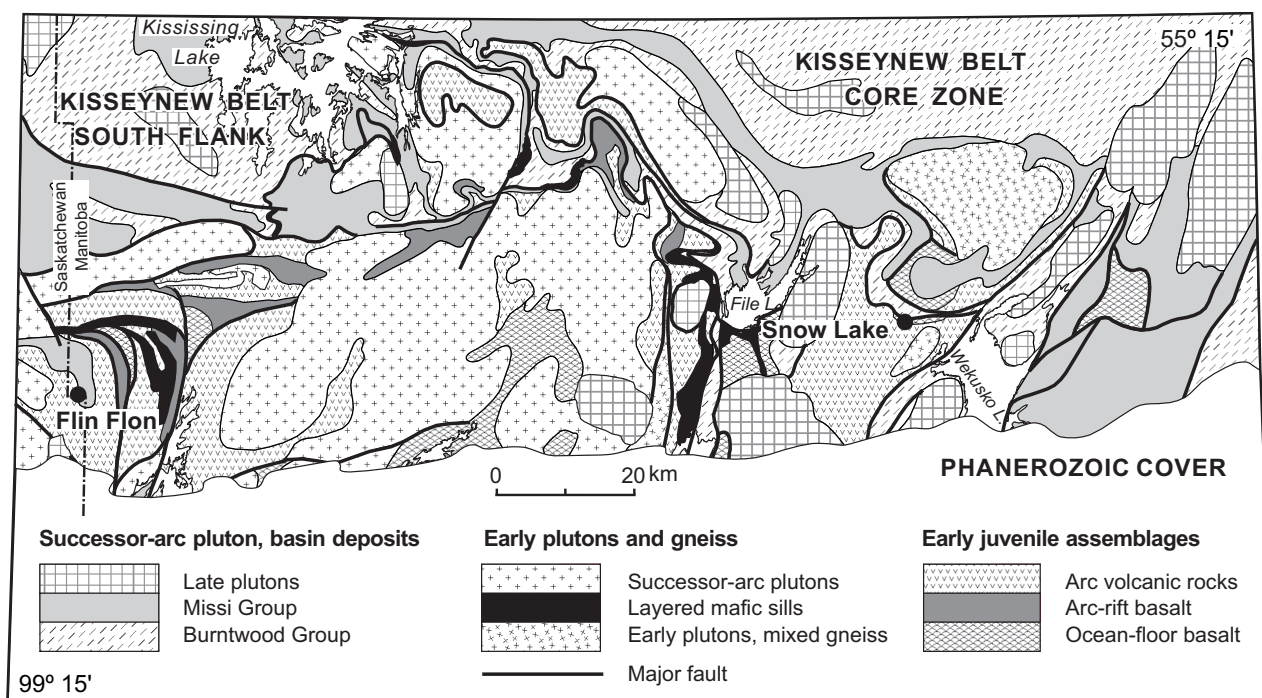 Kississing
Lake
55º 15'
KISSEYNEW BELT
CORE ZONE
KISSEYNEW BELT
SOUTH FLANK
Saskatchewan
Manitoba
File L.
Snow Lake
Wekusko L.
Flin Flon
PHANEROZOIC COVER
0 20 km
Successor-arc pluton, basin deposits
Late plutons
Missi Group
Burntwood Group
Early plutons and gneiss
Successor-arc plutons
Layered mafic sills
Early plutons, mixed gneiss
Major fault
Early juvenile assemblages
Arc volcanic rocks
Arc-rift basalt
Ocean-floor basalt
99º 15'